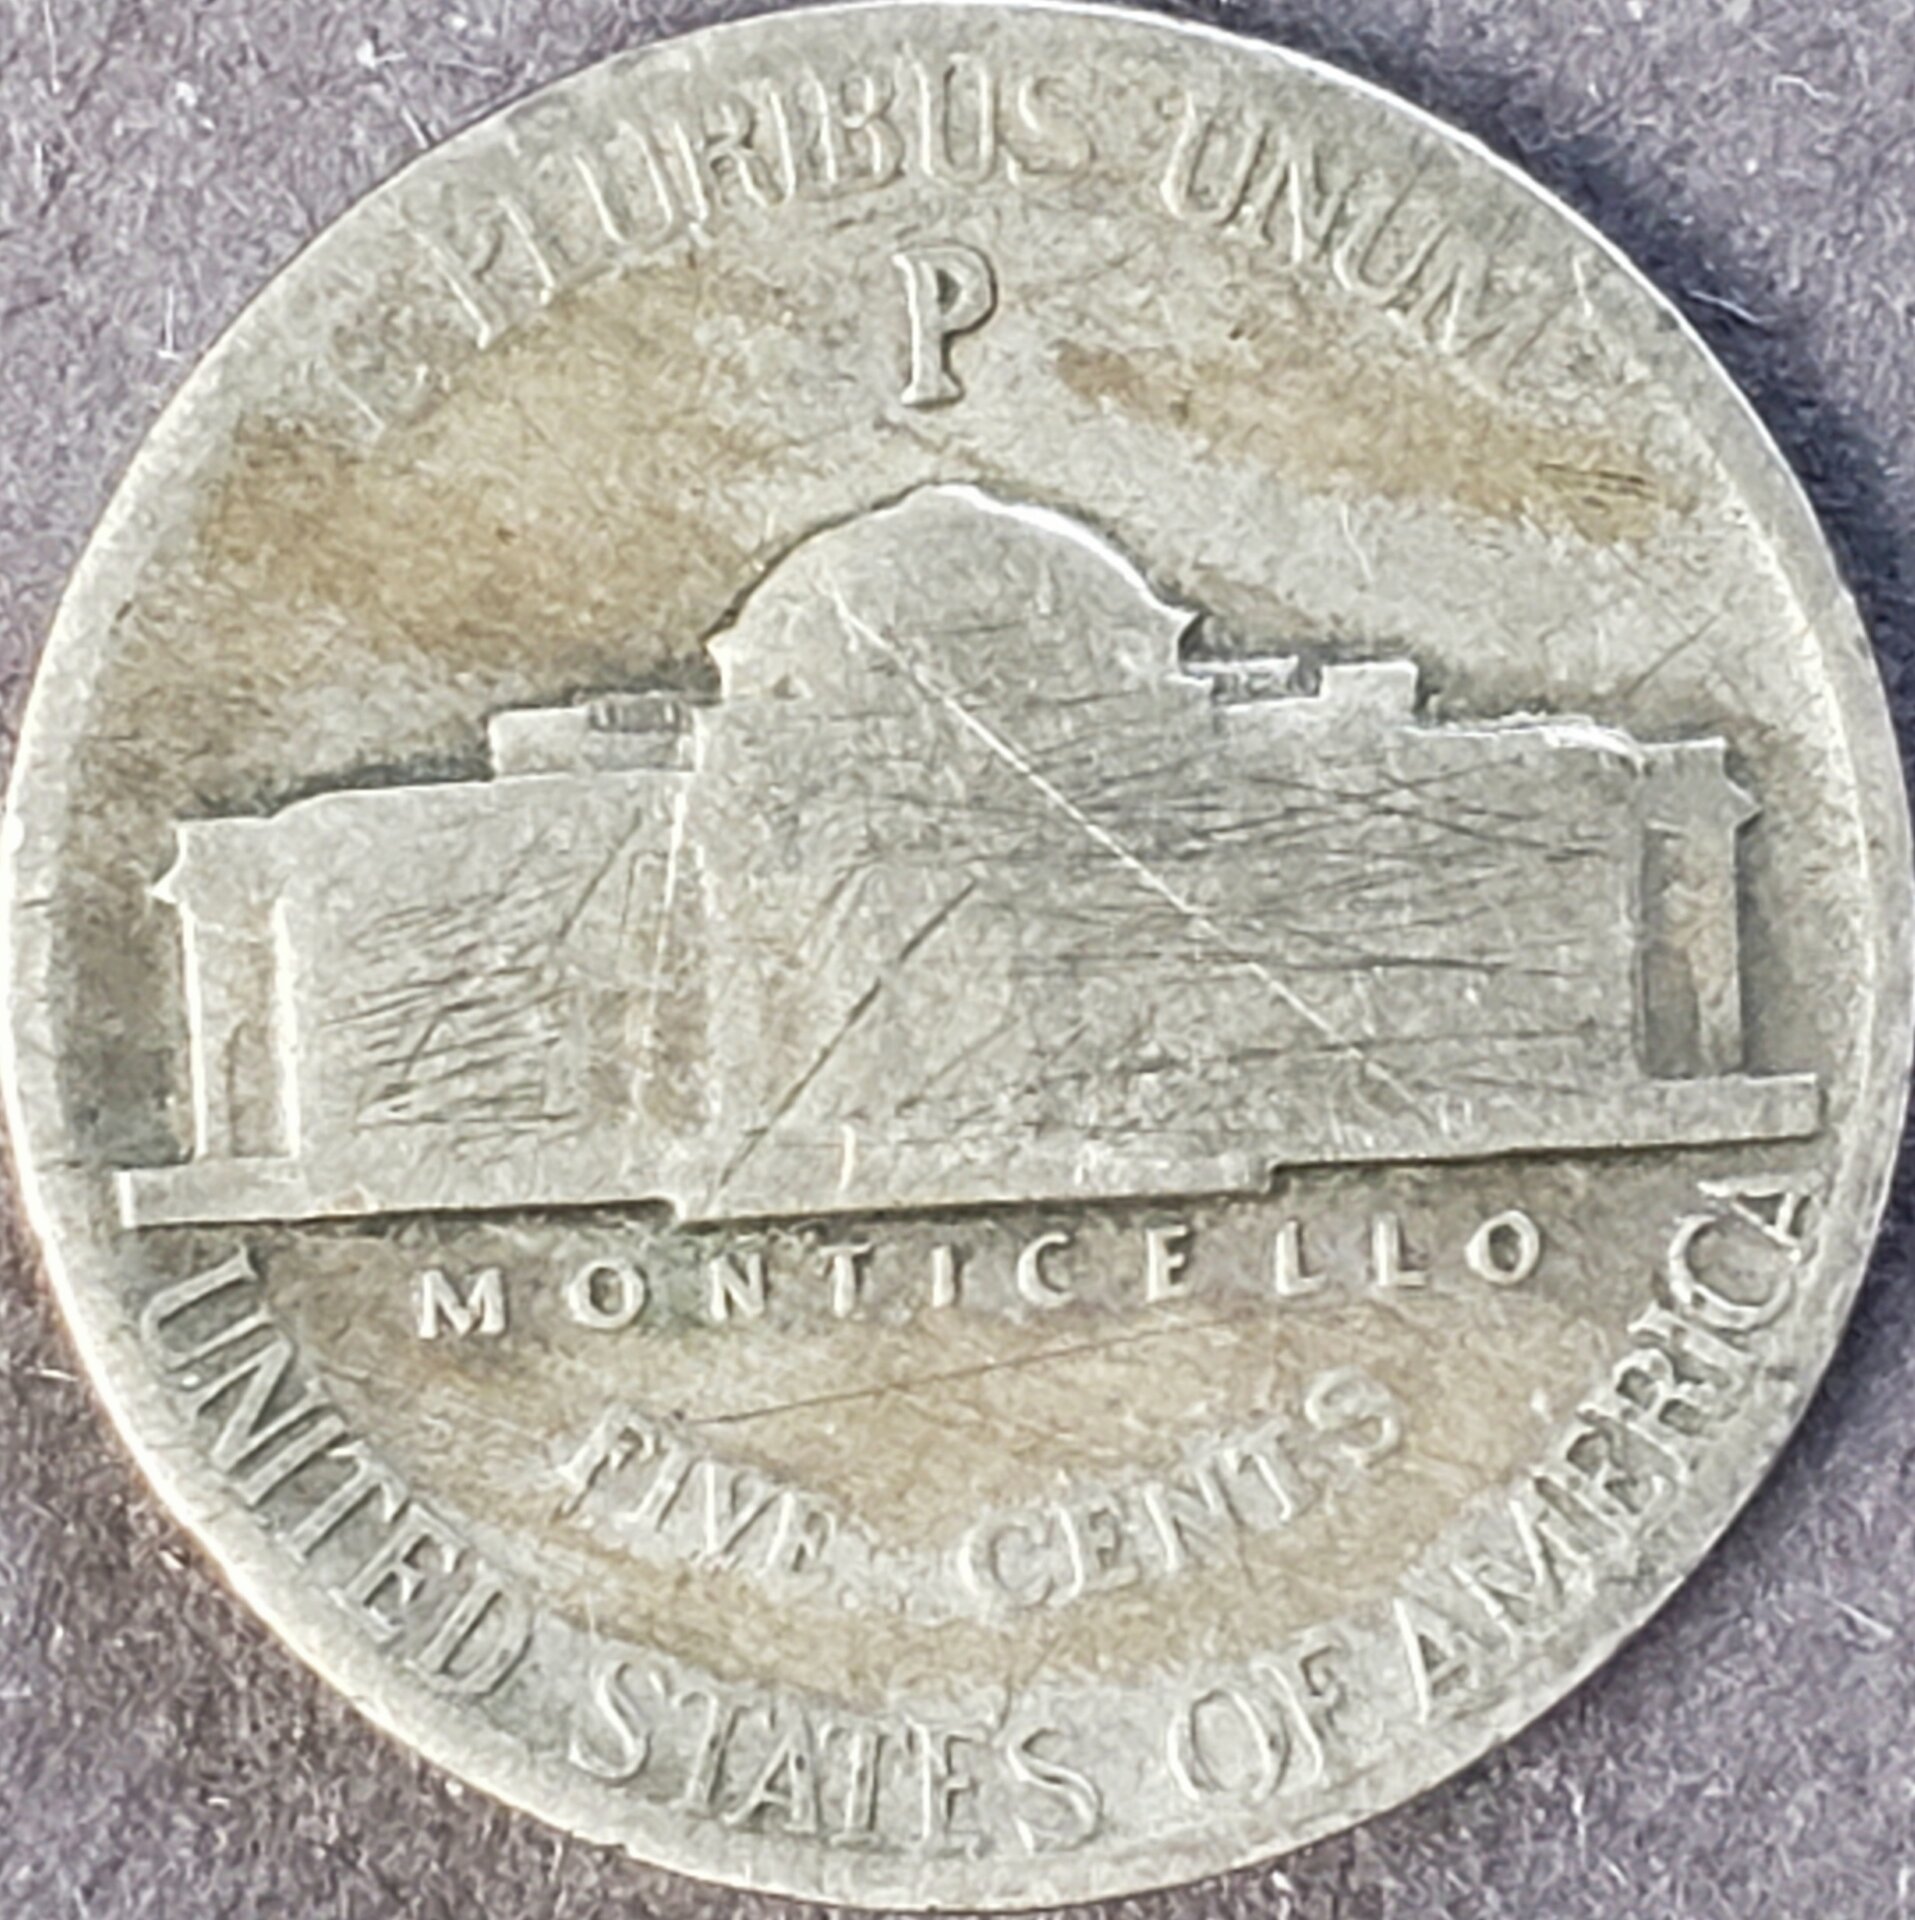 E PLURIBUS UNUM
P
MONTICELLO
FIVE CENTS
UNITED STATES OF AMERICA